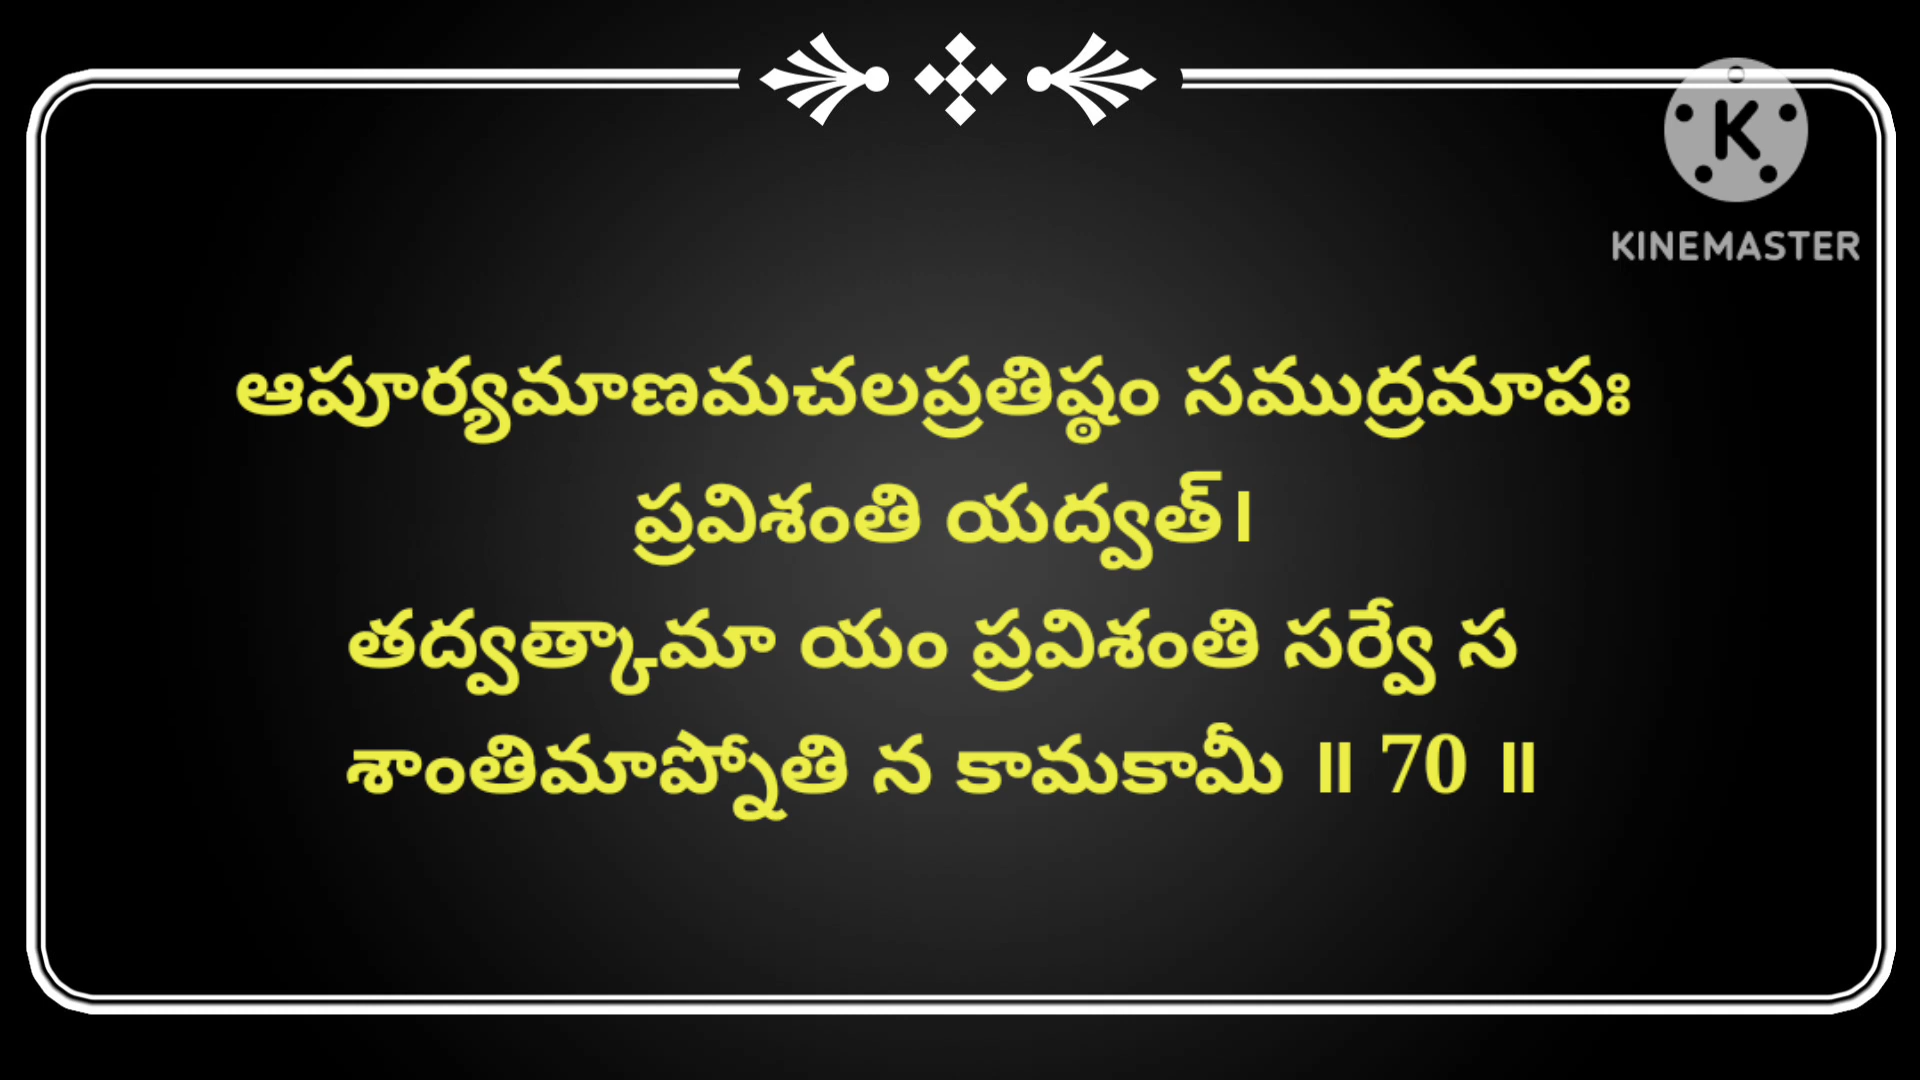 KINEMASTER
ఆపూర్యమాణమచలప్రతిష్ఠం సముద్రమాపః
ప్రవిశంతి యద్వత్।
తద్వత్కామా యం ప్రవిశంతి సర్వే స
శాంతిమాప్నోతి న కామకామీ ॥ 70 ॥